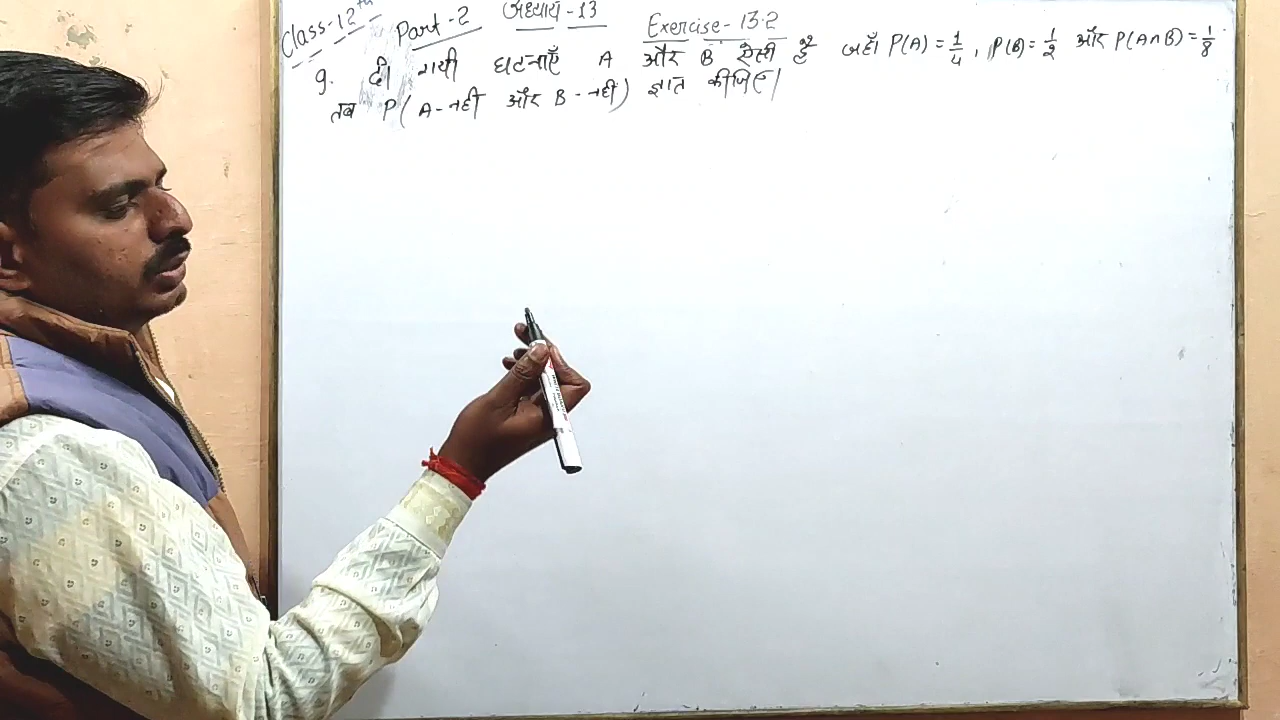 Class-12th Part-2 अध्याय-13 Exercise-13.2
9. दी गयी घटनाएँ A और B ऐसी हैं जहाँ P(A) = 1/4, P(B) = 1/2 और P(A∩B) = 1/8
तब P(A-नहीं और B-नहीं) ज्ञात कीजिए।